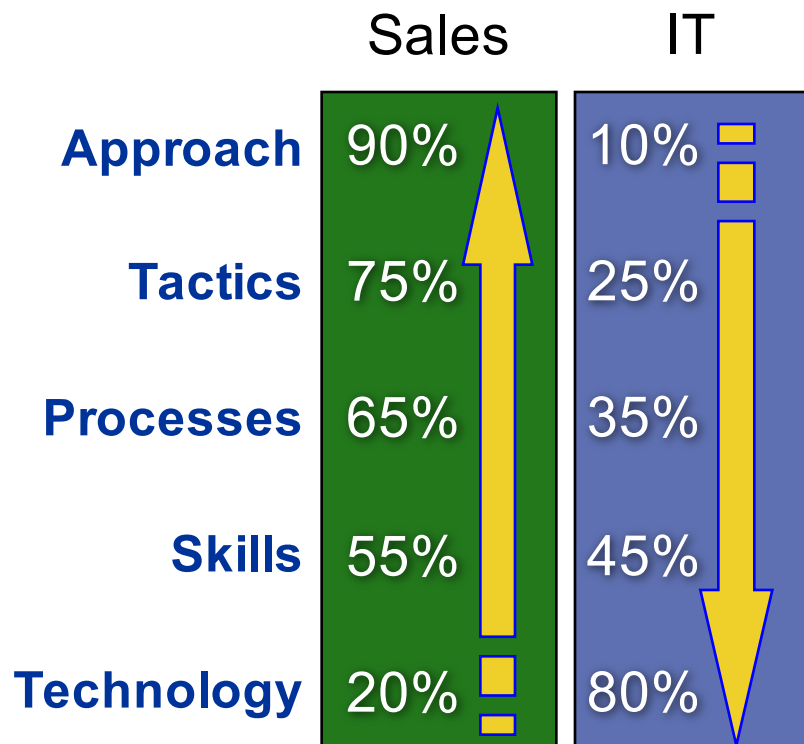 Sales IT
Approach 90% 10%
Tactics 75% 25%
Processes 65% 35%
Skills 55% 45%
Technology 20% 80%